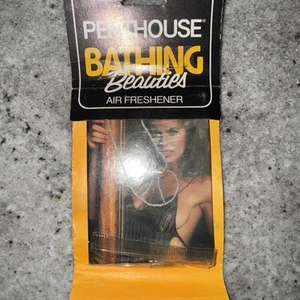 PENTHOUSE®
BATHING
Beauties
AIR FRESHENER